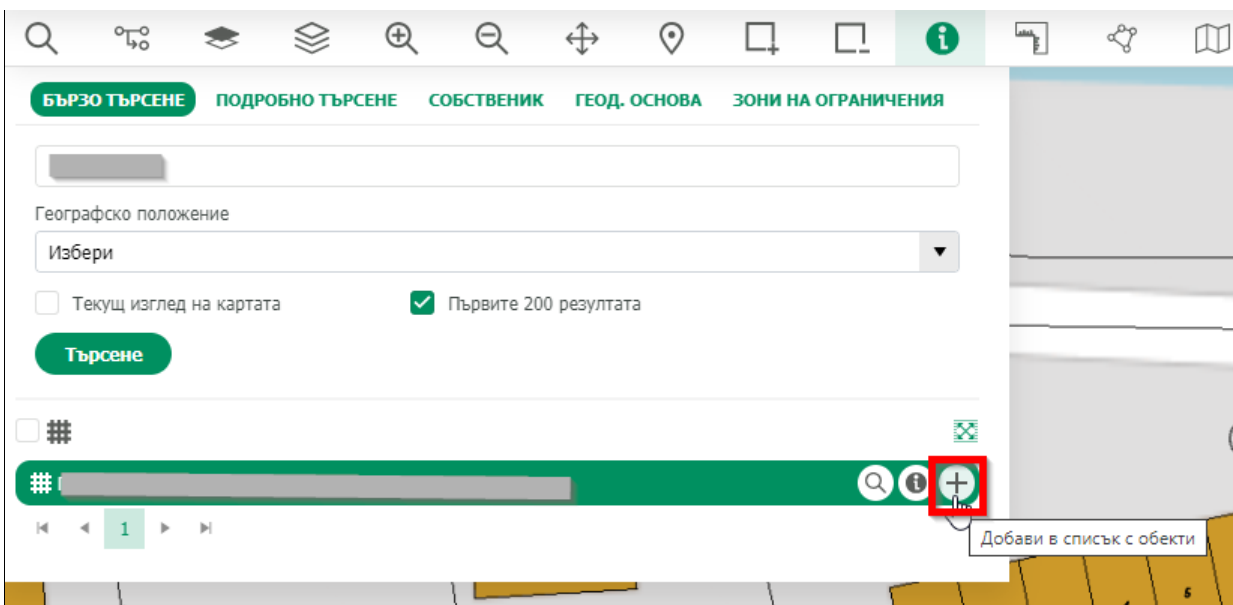 БЪРЗО ТЪРСЕНЕ ПОДРОБНО ТЪРСЕНЕ СОБСТВЕНИК ГЕОД. ОСНОВА ЗОНИ НА ОГРАНИЧЕНИЯ
Географско положение
Избери
Текущ изглед на картата Първите 200 резултата
Търсене
1
Добави в списък с обекти
5